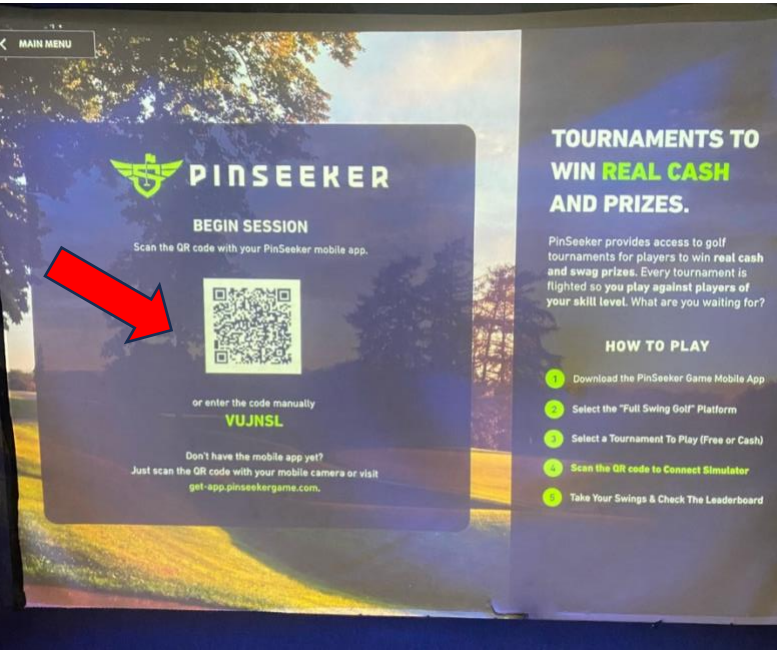 MAIN MENU
PINSEEKER
BEGIN SESSION
Scan the QR code with your PinSeeker mobile app.
or enter the code manually
VUJNSL
Don't have the mobile app yet?
Just scan the QR code with your mobile camera or visit
get-app.pinseekergame.com.
TOURNAMENTS TO
WIN REAL CASH
AND PRIZES.
PinSeeker provides access to golf
tournaments for players to win real cash
and swag prizes. Every tournament is
flighted so you play against players of
your skill level. What are you waiting for?
HOW TO PLAY
1 Download the PinSeeker Game Mobile App
2 Select the "Full Swing Golf" Platform
3 Select a Tournament To Play (Free or Cash)
4 Scan the QR code to Connect Simulator
5 Take Your Swings & Check The Leaderboard